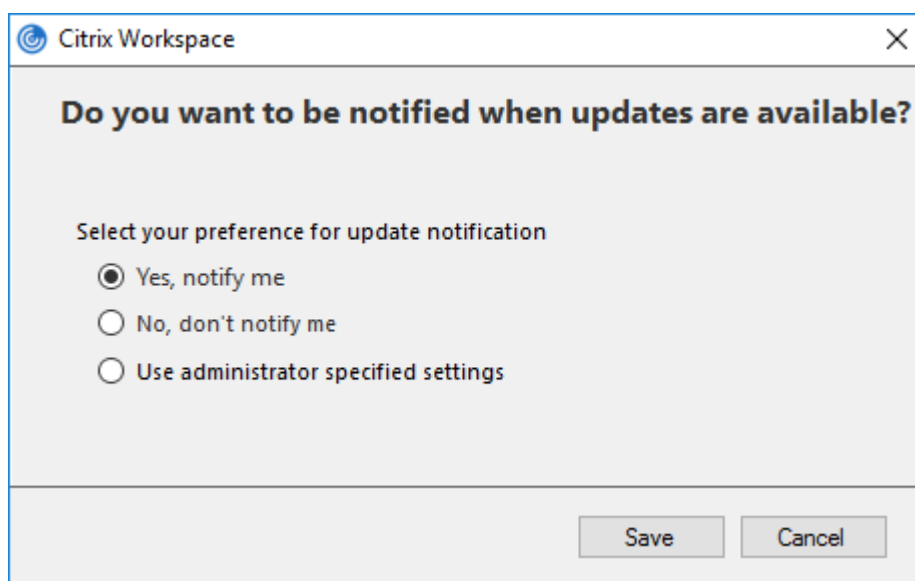 Citrix Workspace
Do you want to be notified when updates are available?
Select your preference for update notification
Yes, notify me
No, don't notify me
Use administrator specified settings
Save
Cancel